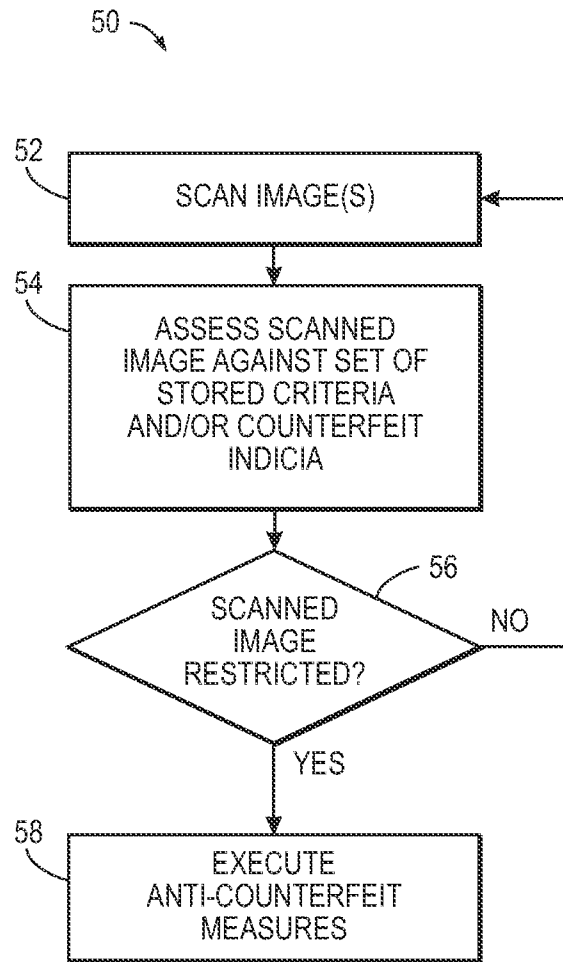 50
52
SCAN IMAGE(S)
54
ASSESS SCANNED
IMAGE AGAINST SET OF
STORED CRITERIA
AND/OR COUNTERFEIT
INDICIA
56
SCANNED
IMAGE
RESTRICTED?
NO
YES
58
EXECUTE
ANTI-COUNTERFEIT
MEASURES